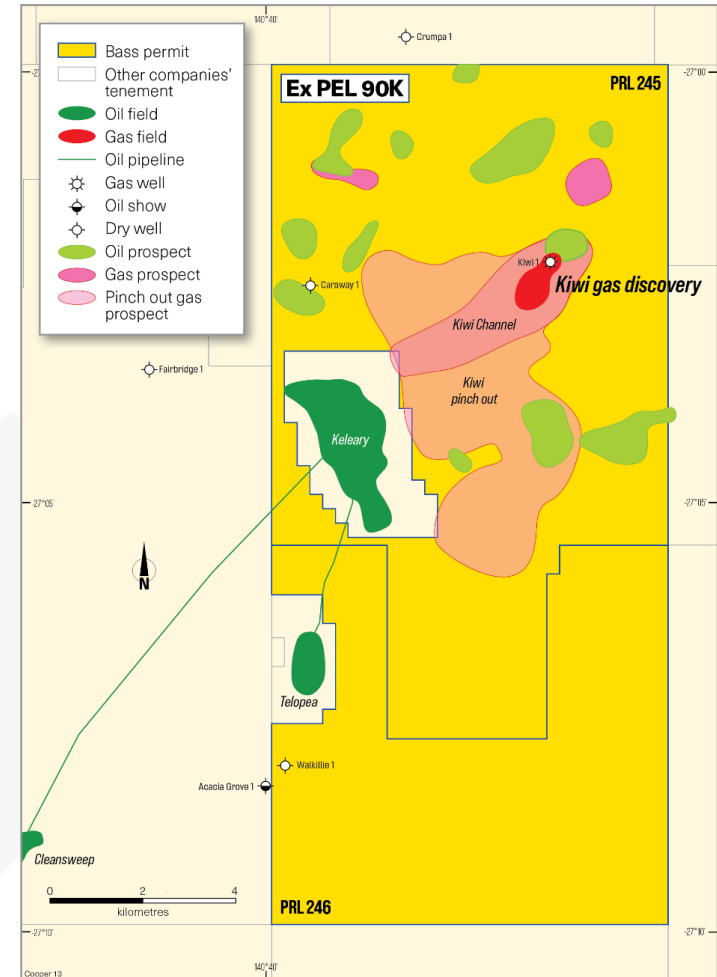 140°40'
Crumpa 1
Bass permit
Other companies'
tenement
Oil field
Gas field
Oil pipeline
Gas well
Oil show
Dry well
Oil prospect
Gas prospect
Pinch out gas
prospect
Ex PEL 90K
PRL 245
-27°00'
Kiwi 1
Kiwi gas discovery
Caraway 1
Kiwi Channel
Fairbridge 1
Kiwi
pinch out
Keleary
-27°05'
-27°05'
N
Telopea
Walkillie 1
Acacia Grove 1
Cleansweep
0 2 4
kilometres
PRL 246
-27°10'
-27°10'
140°40'
Cooper 13